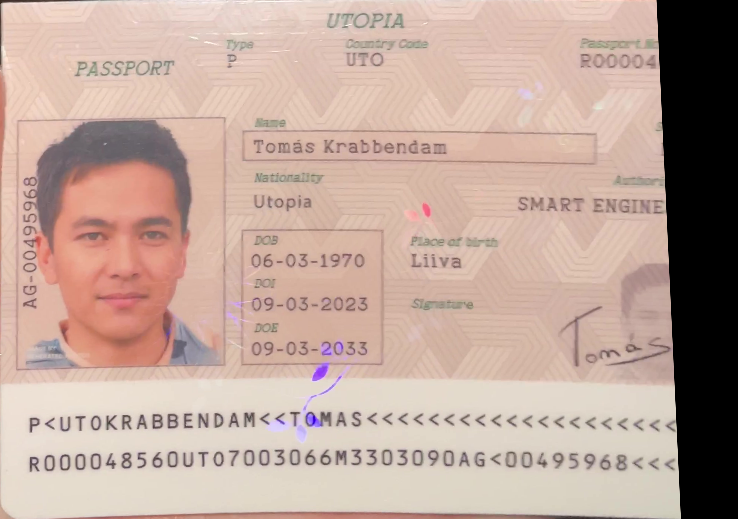 UTOPIA
PASSPORT
Type
P
Country Code
UTO
Passport No
R00004
Name
Tomás Krabbendam
Nationality
Utopia
Authori
SMART ENGINE
DOB
06-03-1970
Place of birth
Liiva
DOI
09-03-2023
Signature
DOE
09-03-2033
Tomás
AG-00495968
P<UTOKRABBENDAM<<TOMAS<<<<<<<<<<<<<<<<<<<
R000048560UTO7003066M3303090AG<00495968<<<